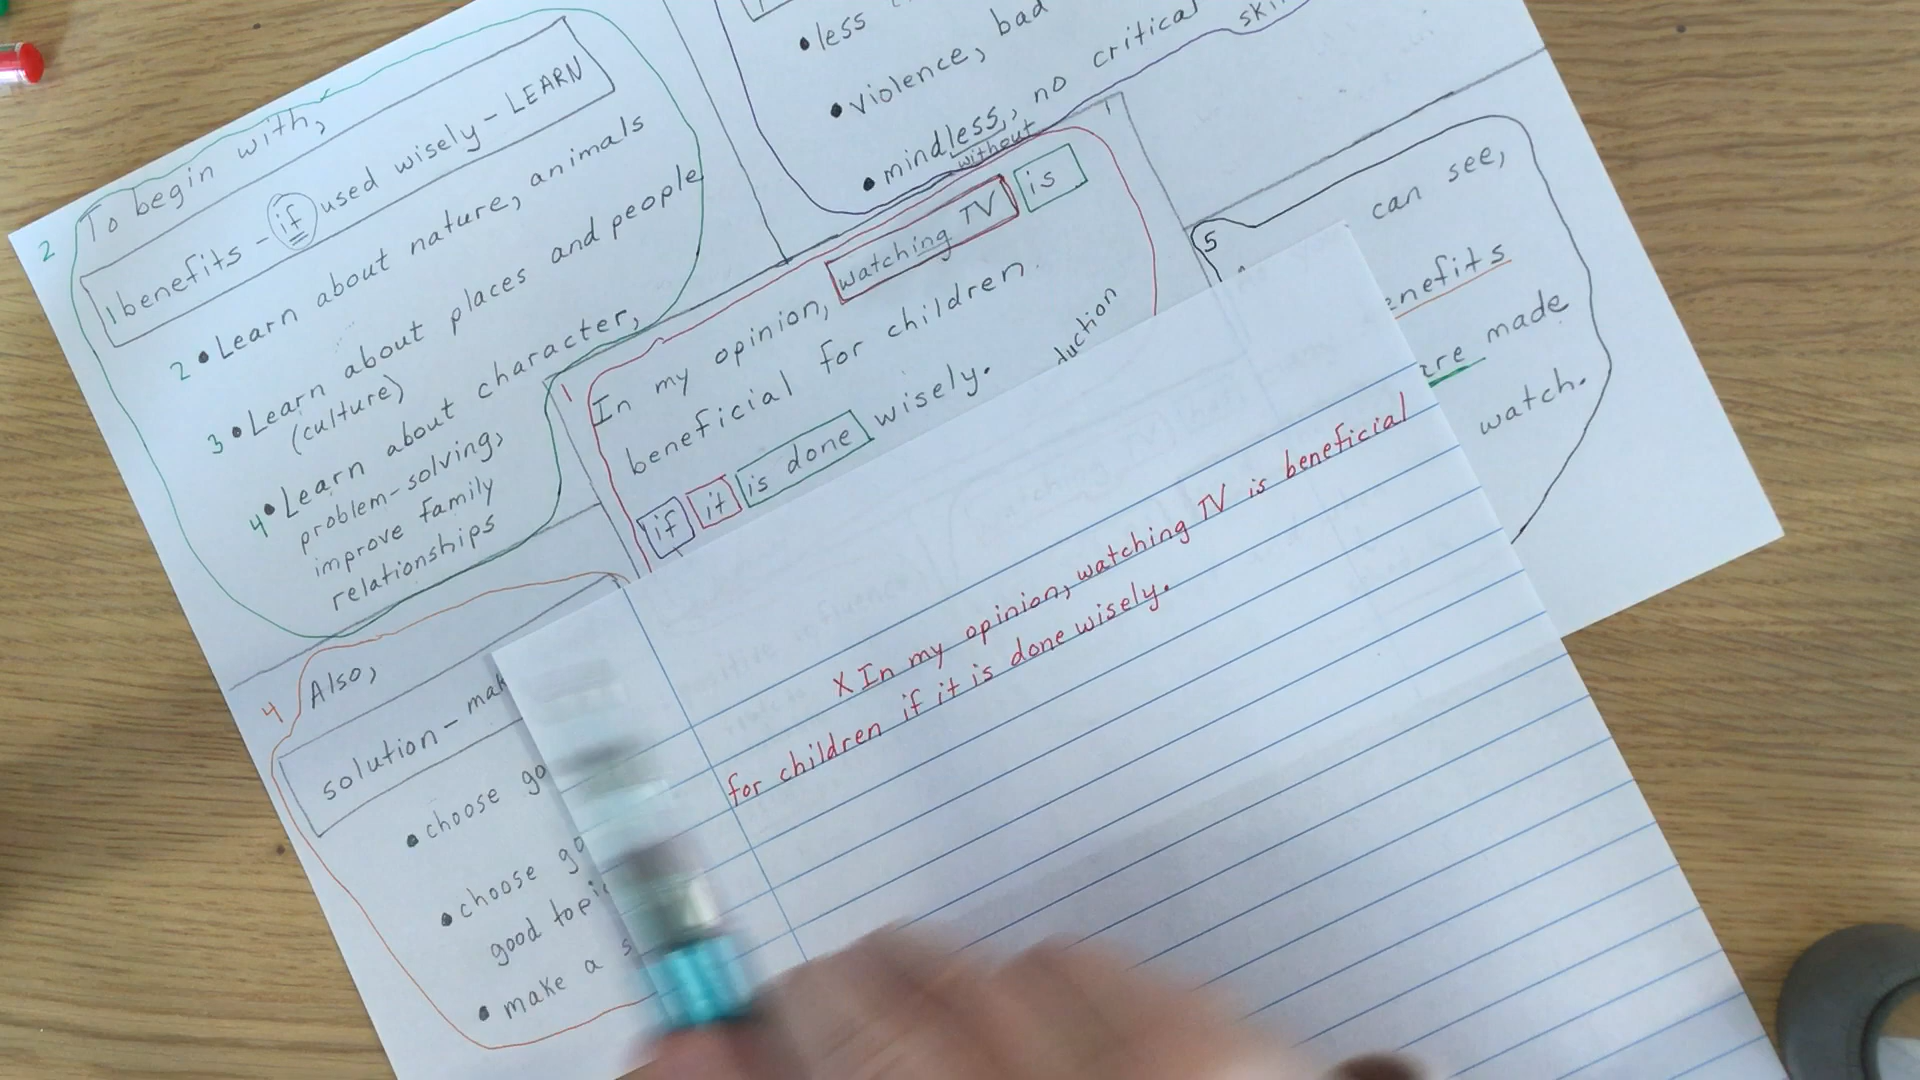 2
To begin with,
1 benefits - if used wisely - LEARN
2 • Learn about nature, animals
3 • Learn about places and people
(culture)
4 • Learn about character,
problem-solving,
improve family
relationships
• less
• violence, bad
• mindless, no critical
without
1
1
In my opinion, watching TV is
beneficial for children.
if it is done wisely.
5
can see,
are made
watch.
4
Also,
solution -
• choose
• choose
good
• make a
X In my opinion, watching TV is beneficial
for children if it is done wisely.